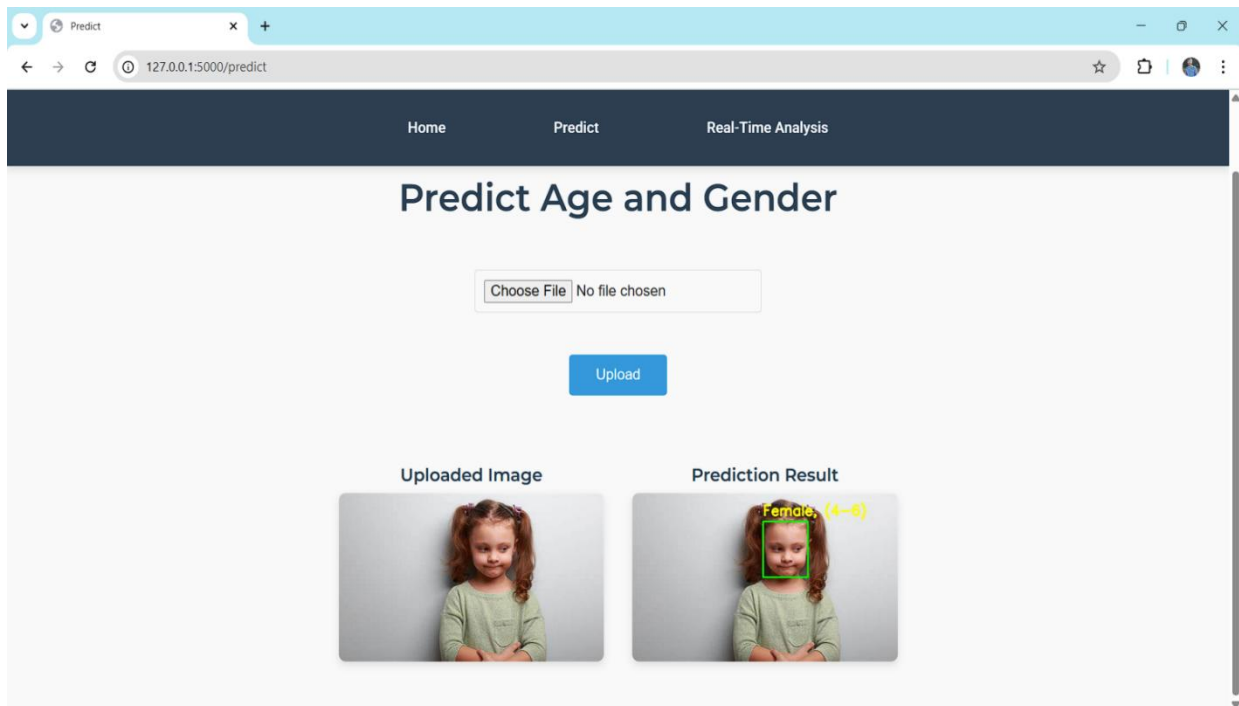 Predict
127.0.0.1:5000/predict
Home Predict Real-Time Analysis
Predict Age and Gender
Choose File No file chosen
Upload
Uploaded Image Prediction Result
Female, (4-6)